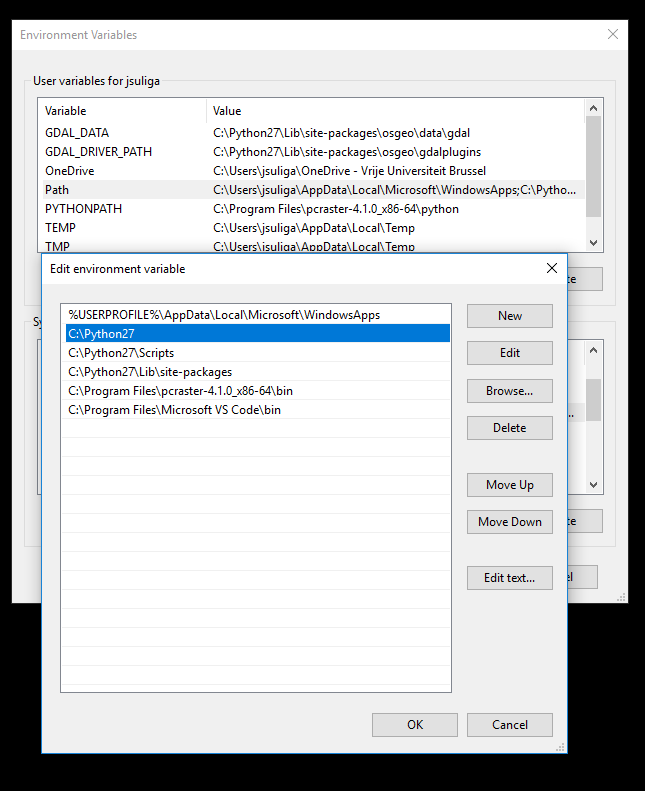 Environment Variables
User variables for jsuliga
Variable Value
GDAL_DATA C:\Python27\Lib\site-packages\osgeo\data\gdal
GDAL_DRIVER_PATH C:\Python27\Lib\site-packages\osgeo\gdalplugins
OneDrive C:\Users\jsuliga\OneDrive - Vrije Universiteit Brussel
Path C:\Users\jsuliga\AppData\Local\Microsoft\WindowsApps;C:\Pytho...
PYTHONPATH C:\Program Files\pcraster-4.1.0_x86-64\python
TEMP C:\Users\jsuliga\AppData\Local\Temp
TMP C:\Users\jsuliga\AppData\Local\Temp
Edit environment variable
%USERPROFILE%\AppData\Local\Microsoft\WindowsApps
C:\Python27
C:\Python27\Scripts
C:\Python27\Lib\site-packages
C:\Program Files\pcraster-4.1.0_x86-64\bin
C:\Program Files\Microsoft VS Code\bin
New
Edit
Browse...
Delete
Move Up
Move Down
Edit text...
OK
Cancel